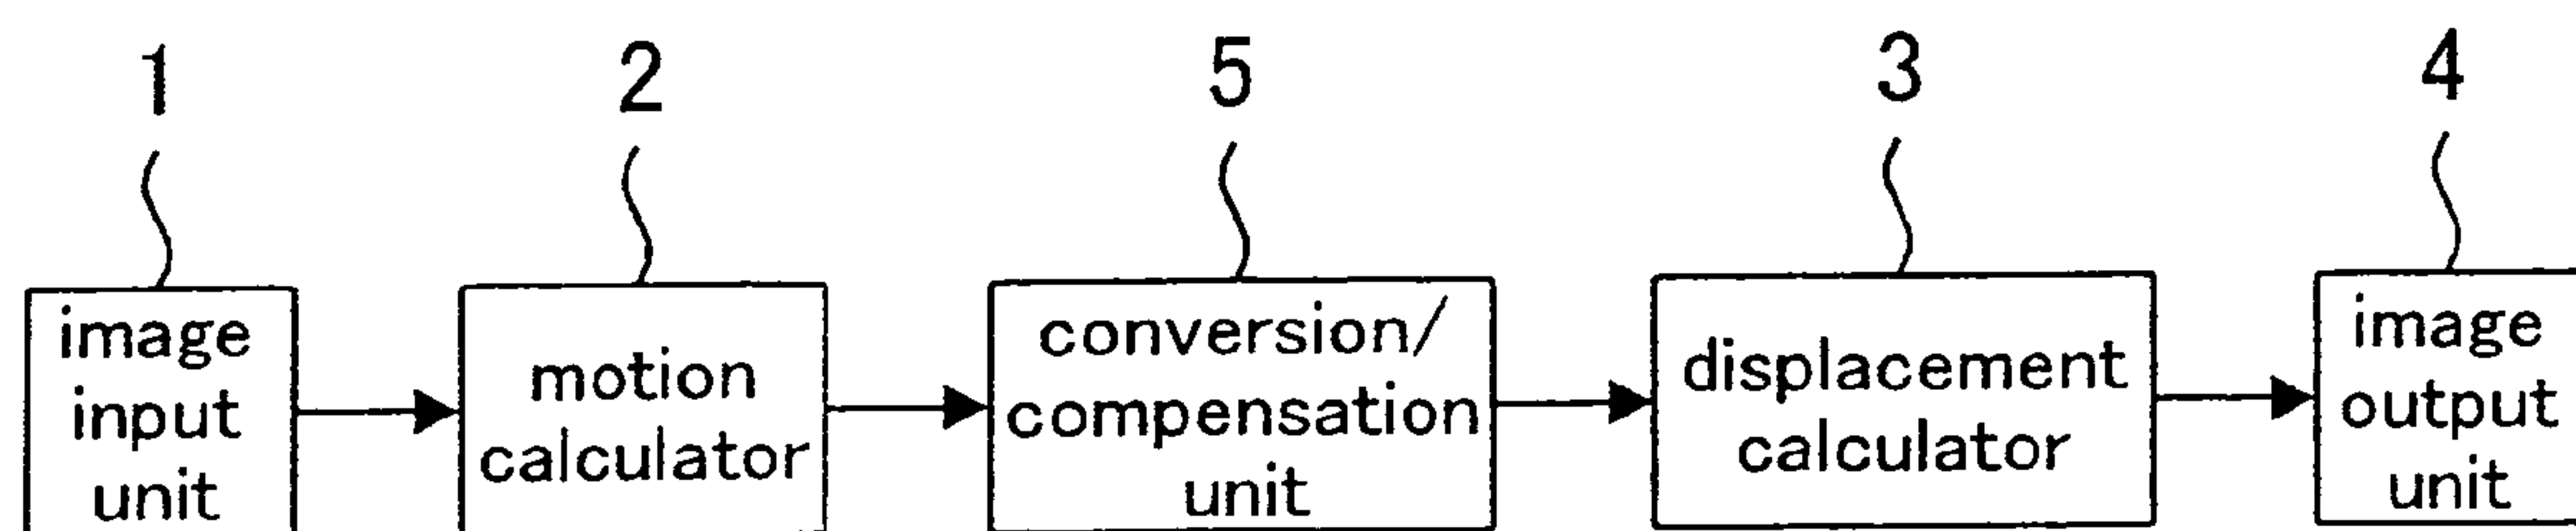 1
2
5
3
4
image
input
unit
motion
calculator
conversion/
compensation
unit
displacement
calculator
image
output
unit